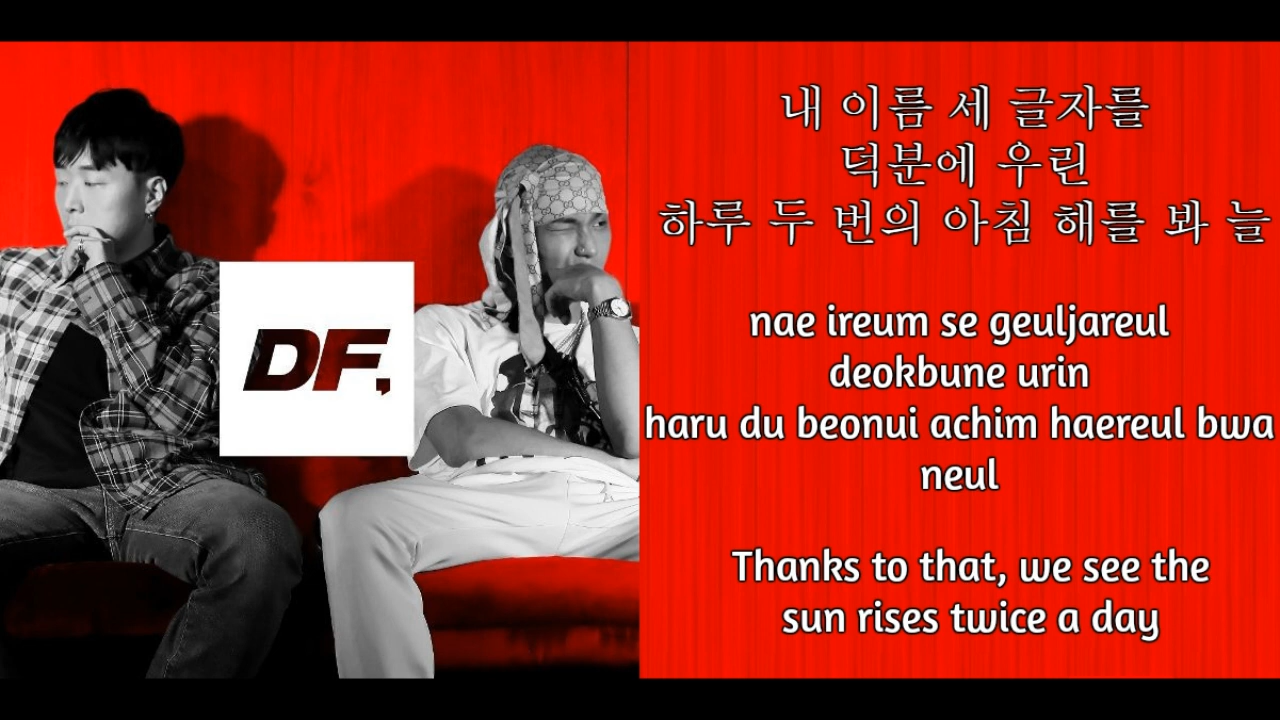 DF,
내 이름 세 글자를
덕분에 우린
하루 두 번의 아침 해를 봐 늘
nae ireum se geuljareul
deokbune urin
haru du beonui achim haereul bwa
neul
Thanks to that, we see the
sun rises twice a day